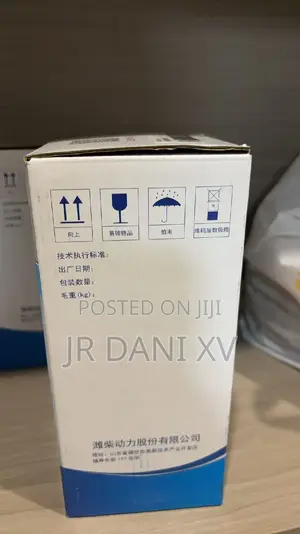 向上
易碎物品
怕雨
堆码层数极限
技术执行标准:
出厂日期:
包装数量:
毛重(kg):
POSTED ON JIJI
JR DANI XV
潍柴动力股份有限公司